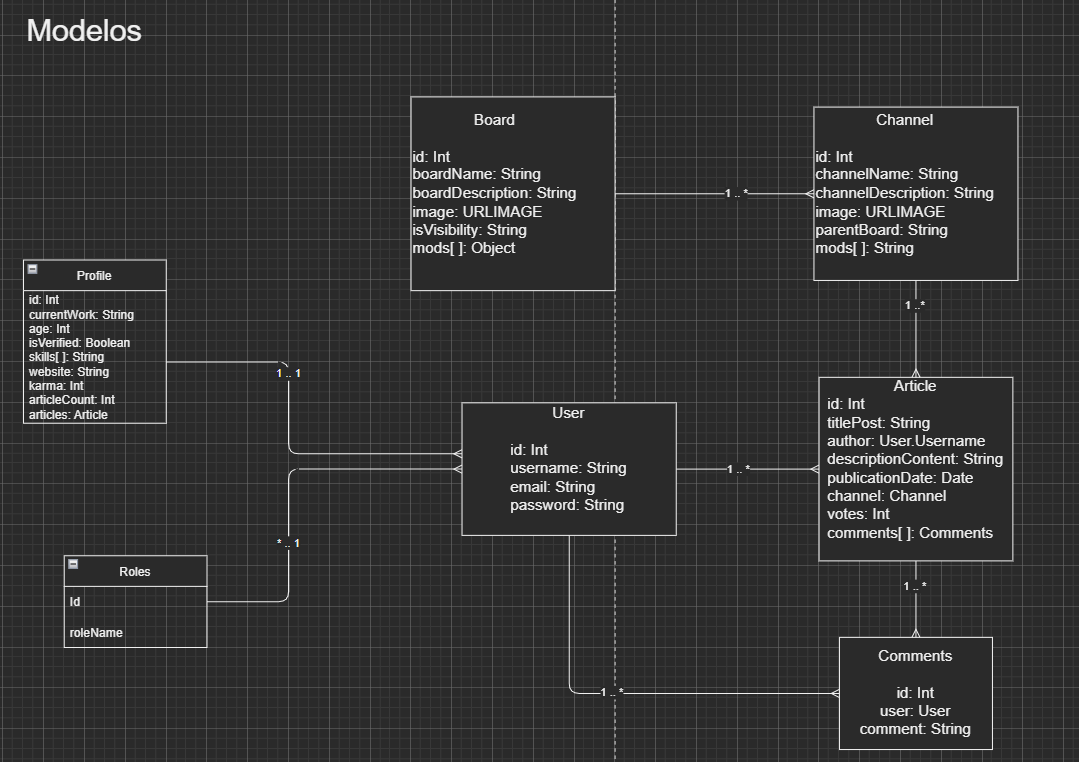 Modelos
Board
id: Int
boardName: String
boardDescription: String
image: URLIMAGE
isVisibility: String
mods[ ]: Object
1 .. *
Channel
id: Int
channelName: String
channelDescription: String
image: URLIMAGE
parentBoard: String
mods[ ]: String
1 ..*
Profile
id: Int
currentWork: String
age: Int
isVerified: Boolean
skills[ ]: String
website: String
karma: Int
articleCount: Int
articles: Article
1 .. 1
User
id: Int
username: String
email: String
password: String
1 .. *
Article
id: Int
titlePost: String
author: User.Username
descriptionContent: String
publicationDate: Date
channel: Channel
votes: Int
comments[ ]: Comments
* .. 1
Roles
Id
roleName
1 .. *
1 .. *
Comments
id: Int
user: User
comment: String